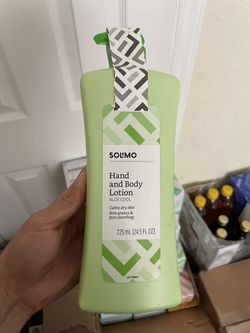 SOLIMO
Hand
and Body
Lotion
ALOE COOL
Calms dry skin
Non-greasy &
fast absorbing
725 mL (24.5 FL OZ)